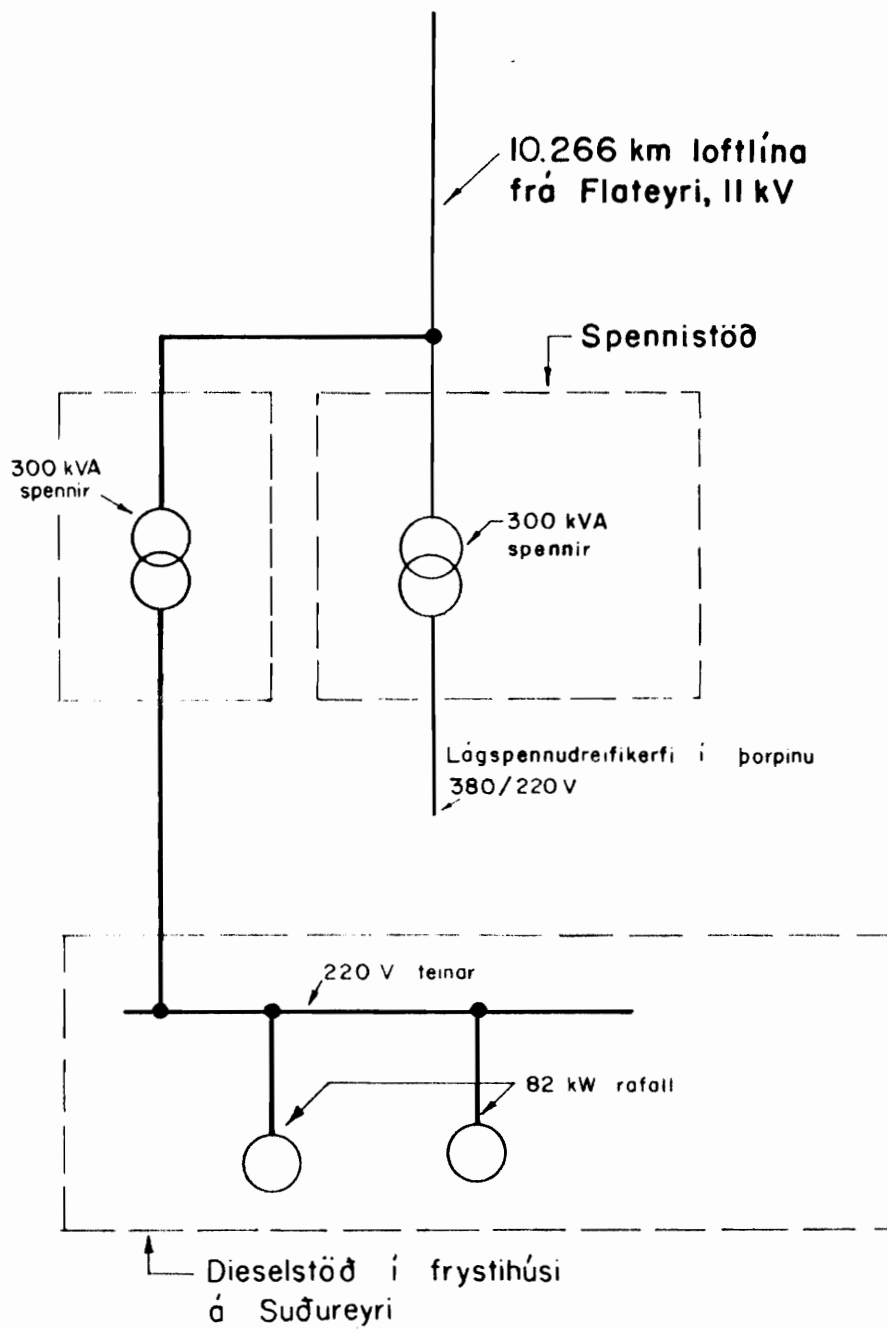 10.266 km loftlína
frá Flateyri, 11 kV
Spennistöð
300 kVA
spennir
300 kVA
spennir
Lágspennudreifikerfi í þorpinu
380/220 V
220 V teinar
82 kW rafall
Dieselstöð í frystihúsi
á Suðureyri